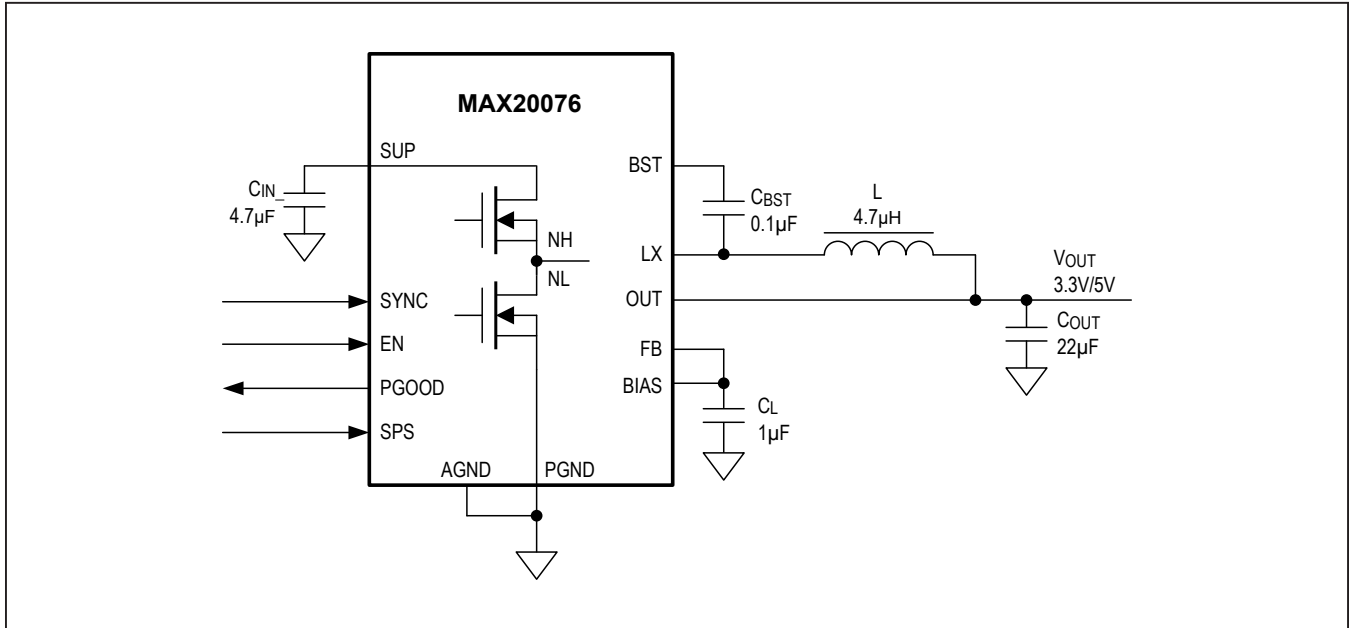 MAX20076
SUP
BST
CIN_
4.7µF
CBST
0.1µF
L
4.7µH
NH
NL
LX
VOUT
3.3V/5V
SYNC
OUT
COUT
22µF
EN
FB
PGOOD
BIAS
CL
1µF
SPS
AGND
PGND